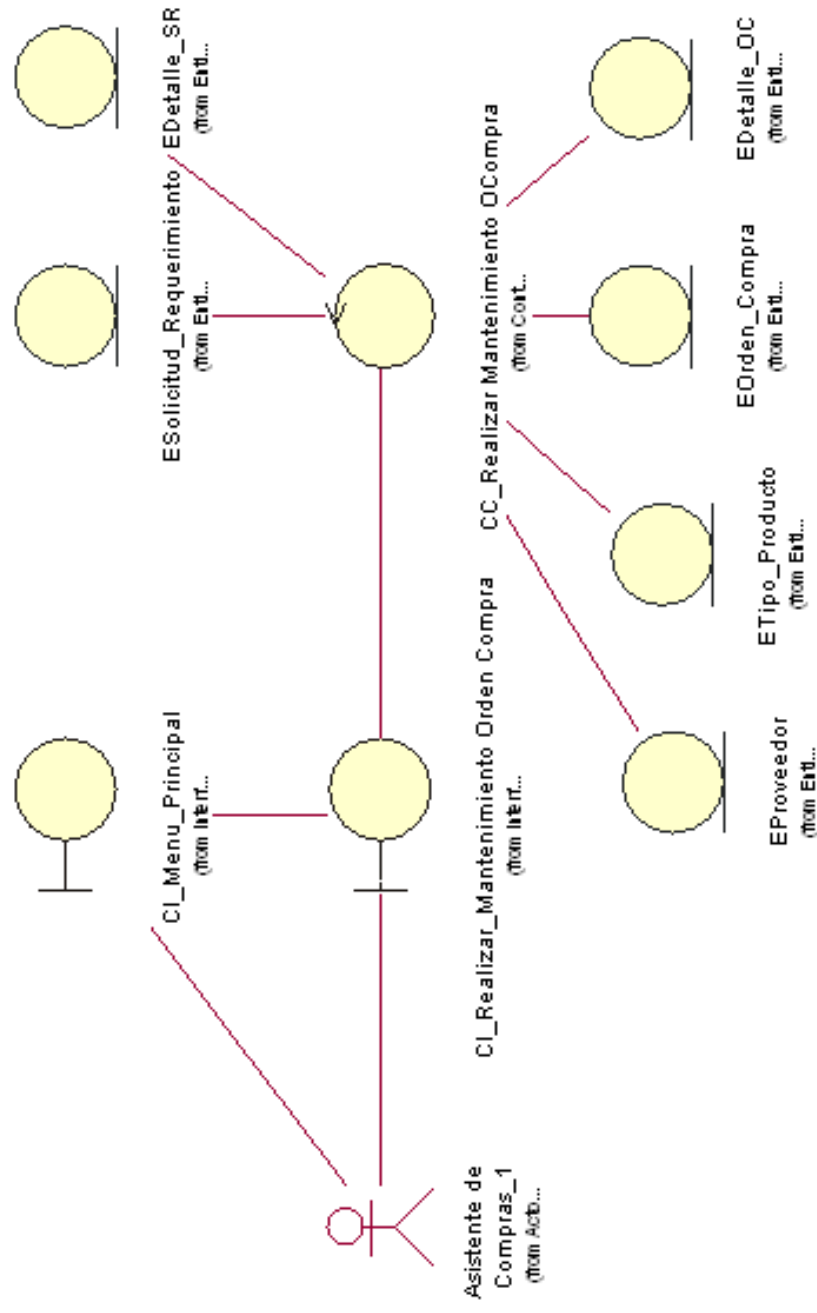 CI_Menu_Principal
(from Interf...
ESolicitud_Requerimiento
(from Enti...
EDetalle_SR
(from Enti...
Asistente de
Compras_1
(from Acto...
CI_Realizar_Mantenimiento Orden Compra
(from Interf...
CC_Realizar Mantenimiento OCompra
(from Cont...
EProveedor
(from Enti...
ETipo_Producto
(from Enti...
EOrden_Compra
(from Enti...
EDetalle_OC
(from Enti...